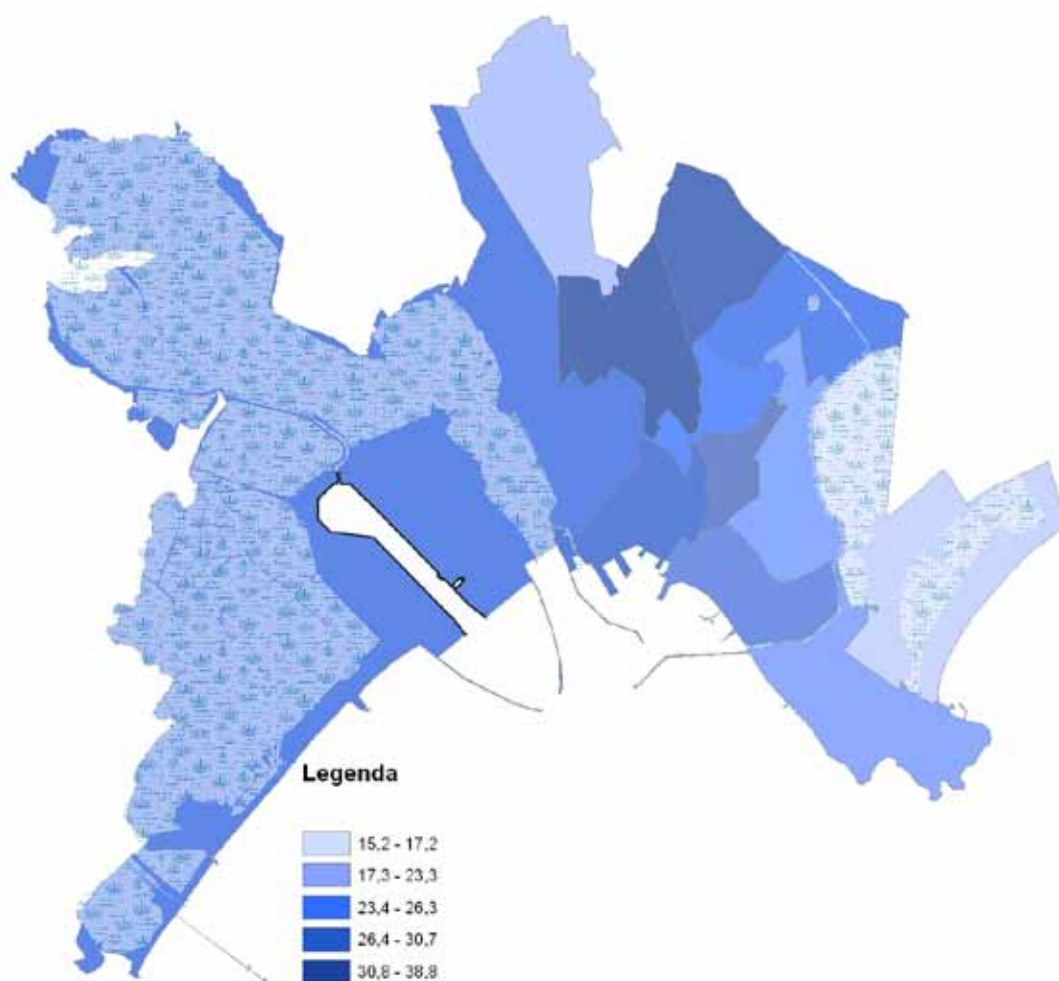 Legenda
15,2 - 17,2
17,3 - 23,3
23,4 - 26,3
26,4 - 30,7
30,8 - 38,8